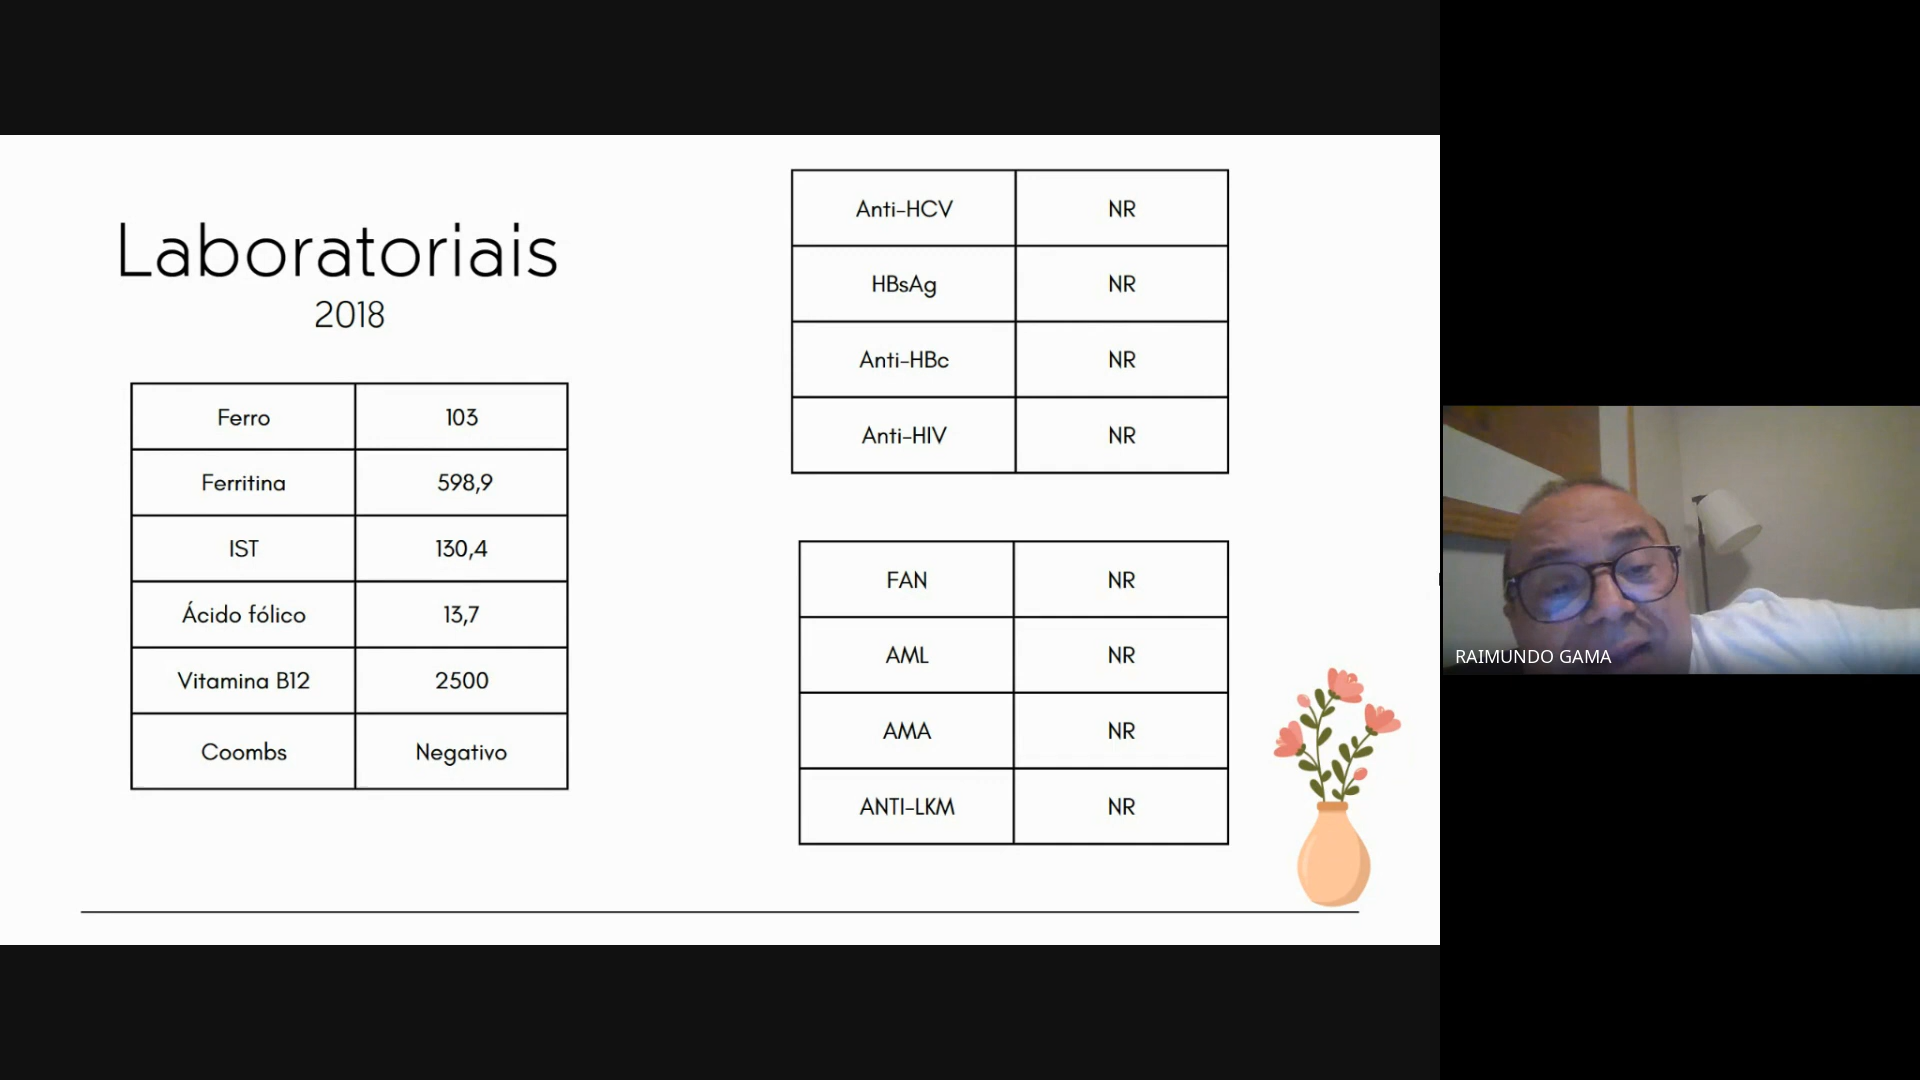 Laboratoriais
2018
Ferro 103
Ferritina 598,9
IST 130,4
Ácido fólico 13,7
Vitamina B12 2500
Coombs Negativo
Anti-HCV NR
HBsAg NR
Anti-HBc NR
Anti-HIV NR
FAN NR
AML NR
AMA NR
ANTI-LKM NR
RAIMUNDO GAMA